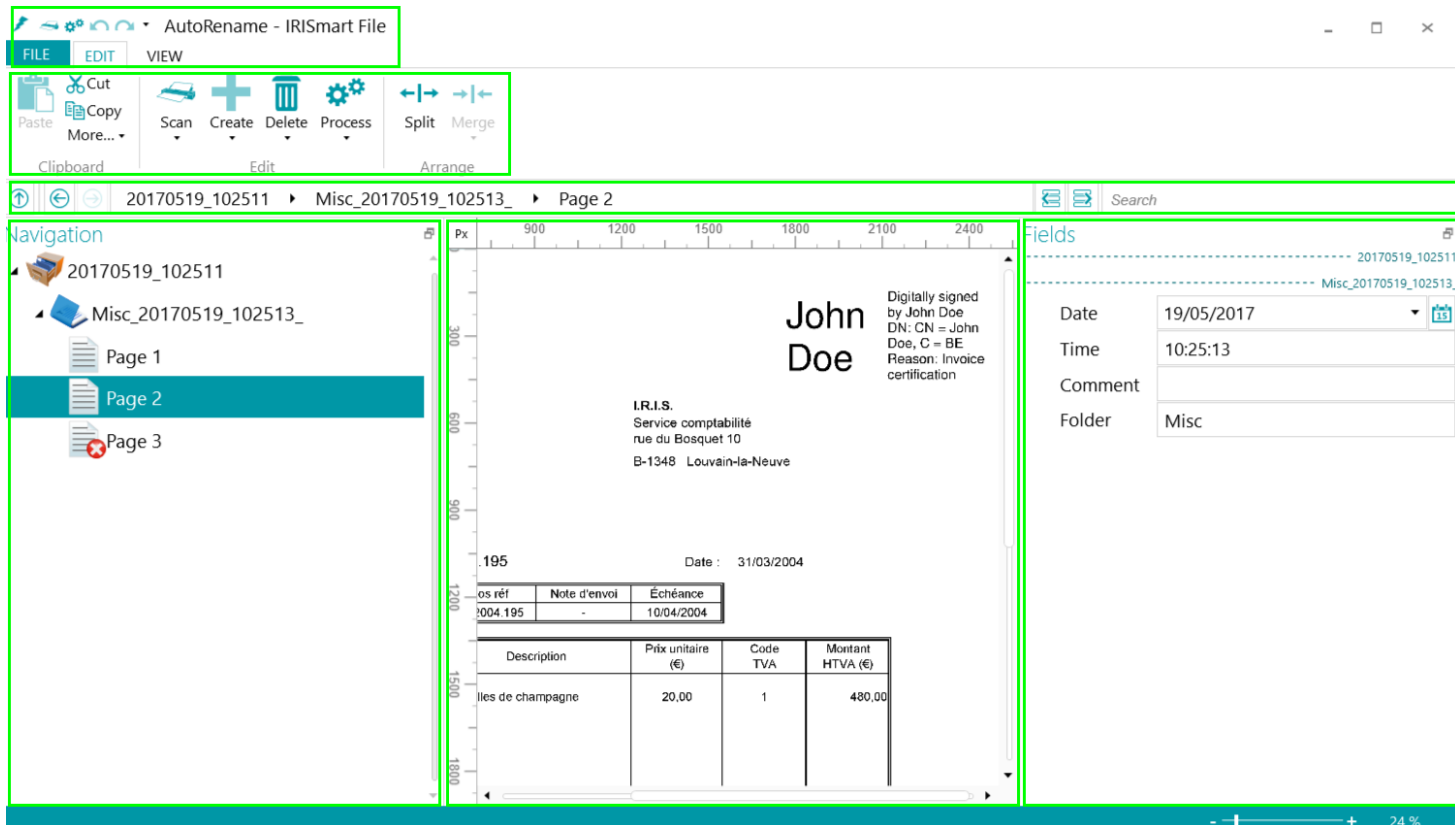 AutoRename - IRISmart File
FILE EDIT VIEW
Paste
Cut
Copy
More...
Clipboard
Scan Create Delete Process
Edit
Split Merge
Arrange
20170519_102511 Misc_20170519_102513_ Page 2
Search
Navigation
20170519_102511
Misc_20170519_102513_
Page 1
Page 2
Page 3
Px 900 1200 1500 1800 2100 2400
300
600
900
1200
1500
1800
John
Doe
Digitally signed
by John Doe
DN: CN = John
Doe, C = BE
Reason: Invoice
certification
I.R.I.S.
Service comptabilité
rue du Bosquet 10
B-1348 Louvain-la-Neuve
.195 Date : 31/03/2004
os réf Note d'envoi Échéance
2004.195 - 10/04/2004
Description Prix unitaire (€) Code TVA Montant HTVA (€)
lles de champagne 20,00 1 480,00
Fields
20170519_102511
Misc_20170519_102513_
Date 19/05/2017 15
Time 10:25:13
Comment
Folder Misc
- + 24 %